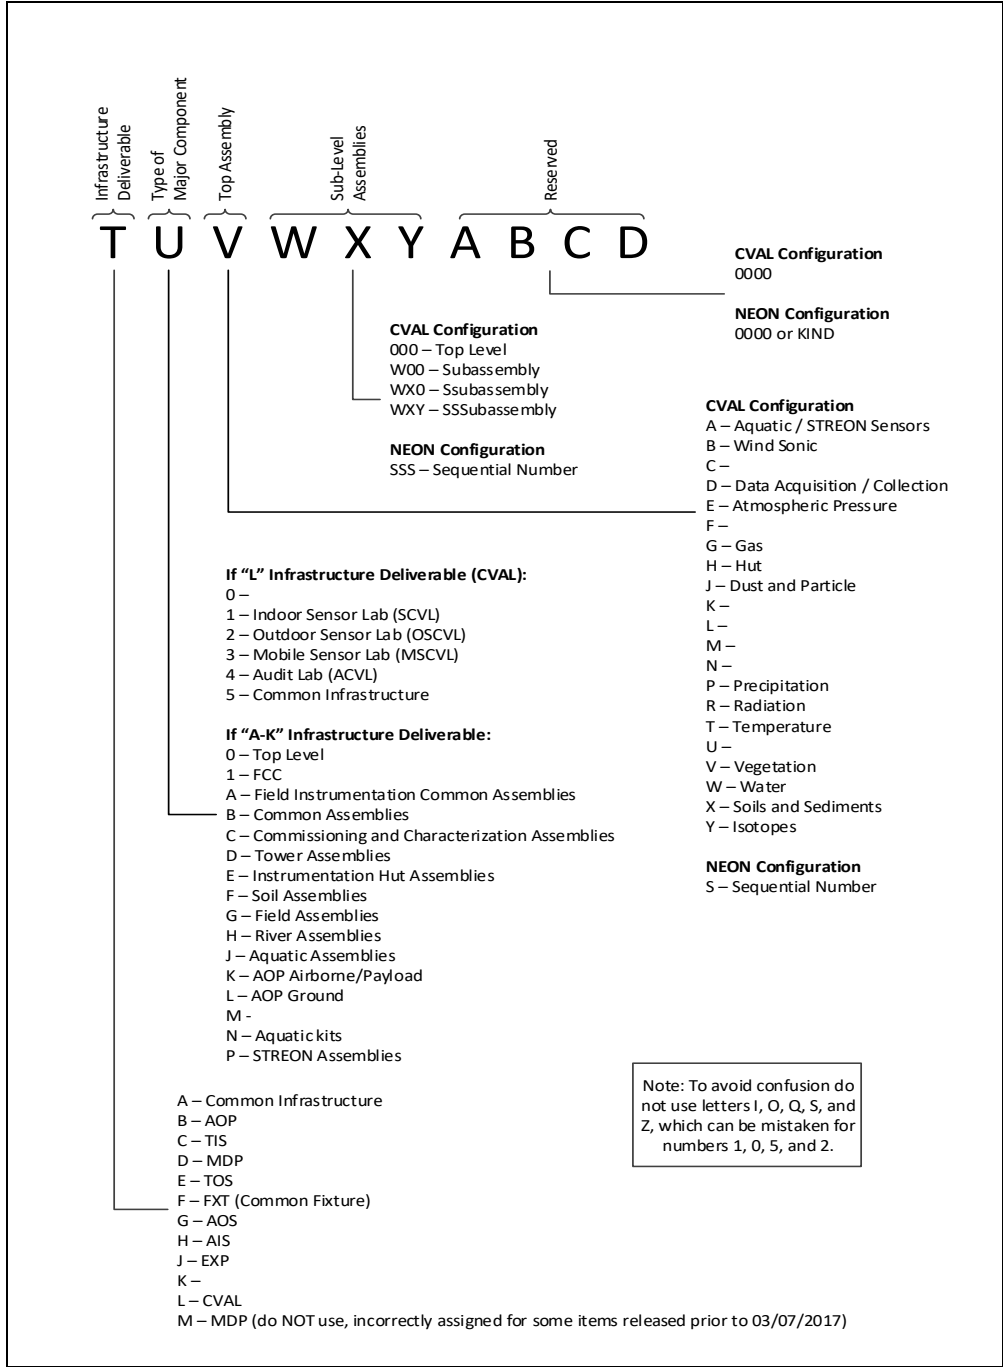 Infrastructure
Deliverable
Type of
Major Component
Top Assembly
Sub-Level
Assemblies
Reserved
T U V W X Y A B C D
CVAL Configuration
0000
NEON Configuration
0000 or KIND
CVAL Configuration
000 – Top Level
W00 – Subassembly
WX0 – Ssubassembly
WXY – SSSubassembly
NEON Configuration
SSS – Sequential Number
CVAL Configuration
A – Aquatic / STREON Sensors
B – Wind Sonic
C –
D – Data Acquisition / Collection
E – Atmospheric Pressure
F –
G – Gas
H – Hut
J – Dust and Particle
K –
L –
M –
N –
P – Precipitation
R – Radiation
T – Temperature
U –
V – Vegetation
W – Water
X – Soils and Sediments
Y – Isotopes
NEON Configuration
S – Sequential Number
If “L” Infrastructure Deliverable (CVAL):
0 –
1 – Indoor Sensor Lab (SCVL)
2 – Outdoor Sensor Lab (OSCVL)
3 – Mobile Sensor Lab (MSCVL)
4 – Audit Lab (ACVL)
5 – Common Infrastructure
If “A-K” Infrastructure Deliverable:
0 – Top Level
1 – FCC
A – Field Instrumentation Common Assemblies
B – Common Assemblies
C – Commissioning and Characterization Assemblies
D – Tower Assemblies
E – Instrumentation Hut Assemblies
F – Soil Assemblies
G – Field Assemblies
H – River Assemblies
J – Aquatic Assemblies
K – AOP Airborne/Payload
L – AOP Ground
M -
N – Aquatic kits
P – STREON Assemblies
Note: To avoid confusion do
not use letters I, O, Q, S, and
Z, which can be mistaken for
numbers 1, 0, 5, and 2.
A – Common Infrastructure
B – AOP
C – TIS
D – MDP
E – TOS
F – FXT (Common Fixture)
G – AOS
H – AIS
J – EXP
K –
L – CVAL
M – MDP (do NOT use, incorrectly assigned for some items released prior to 03/07/2017)